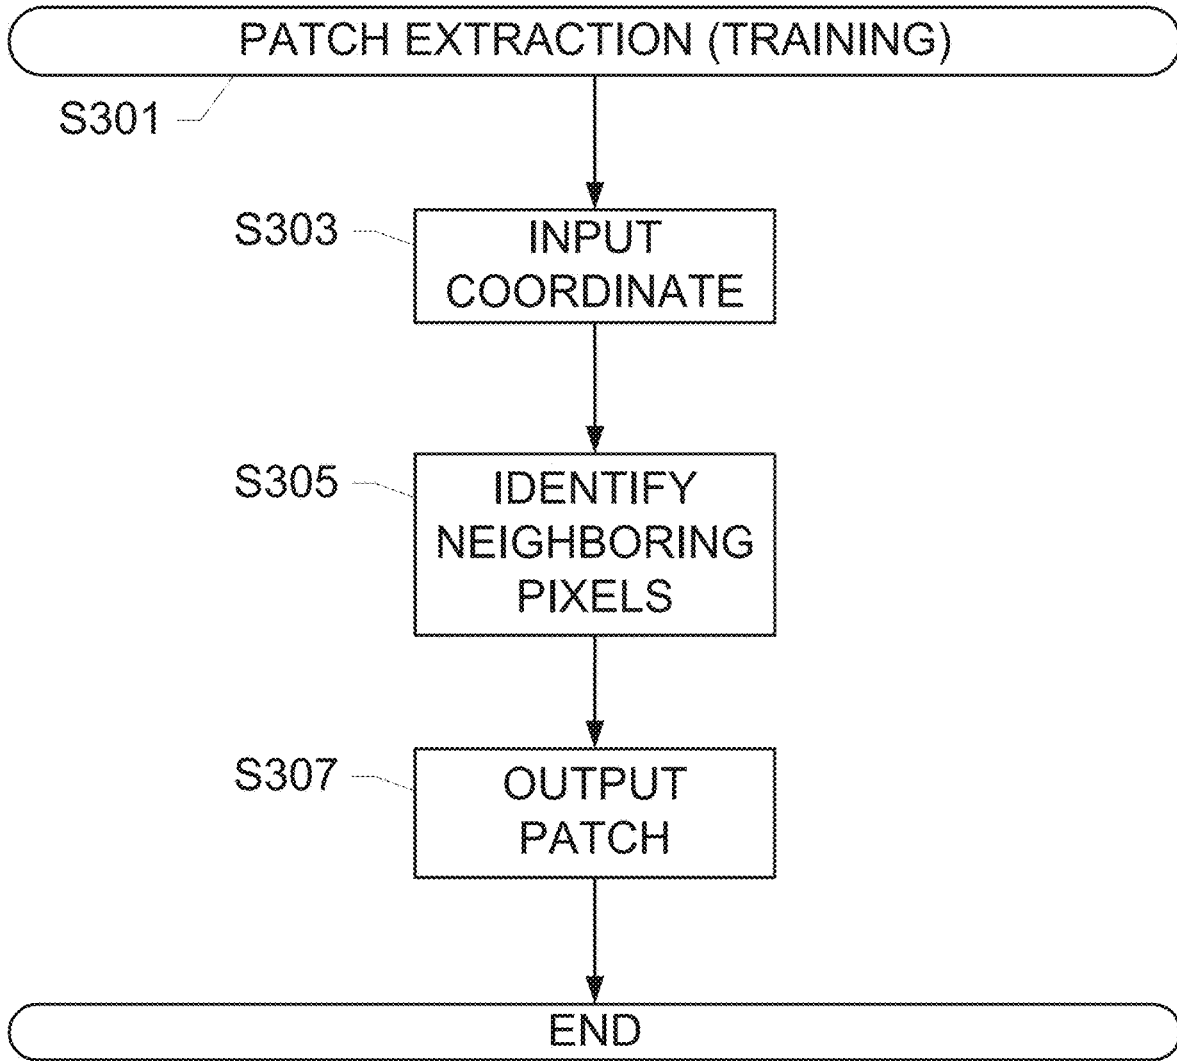 PATCH EXTRACTION (TRAINING)
S301
S303
INPUT
COORDINATE
S305
IDENTIFY
NEIGHBORING
PIXELS
S307
OUTPUT
PATCH
END